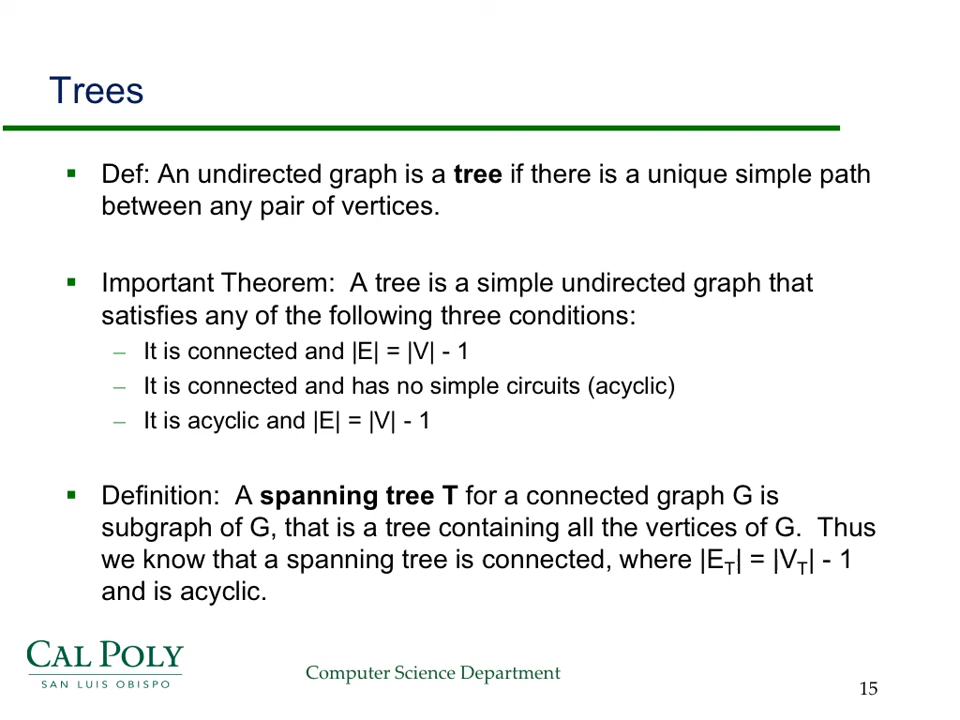 Trees
▪ Def: An undirected graph is a tree if there is a unique simple path
between any pair of vertices.
▪ Important Theorem:  A tree is a simple undirected graph that
satisfies any of the following three conditions:
– It is connected and |E| = |V| - 1
– It is connected and has no simple circuits (acyclic)
– It is acyclic and |E| = |V| - 1
▪ Definition:  A spanning tree T for a connected graph G is
subgraph of G, that is a tree containing all the vertices of G.  Thus
we know that a spanning tree is connected, where |E_T| = |V_T| - 1
and is acyclic.
CAL POLY
SAN LUIS OBISPO
Computer Science Department
15